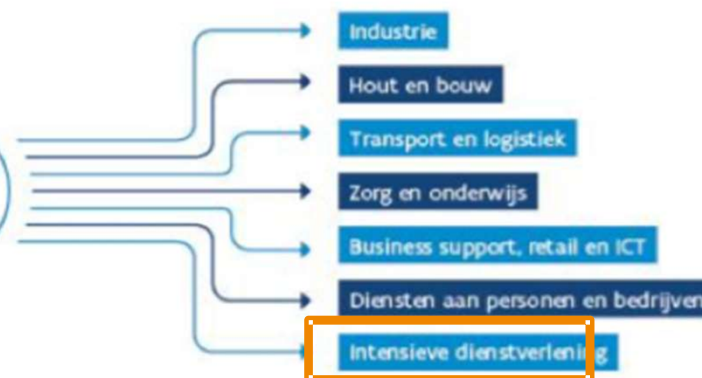 Industrie
Hout en bouw
Transport en logistiek
Zorg en onderwijs
Business support, retail en ICT
Diensten aan personen en bedrijven
Intensieve dienstverlening